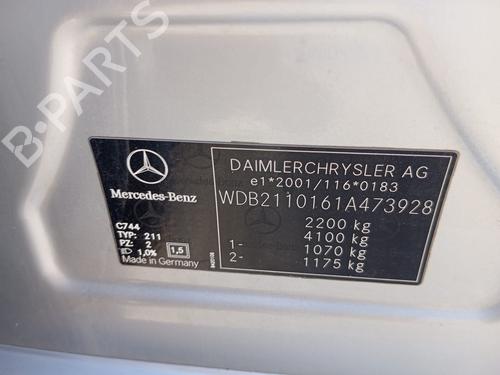 B-PARTS
Mercedes-Benz
C744
TYP: 211
PZ: 2
1,0%
1,5
Made in Germany
DAIMLERCHRYSLER AG
e1*2001/116*0183
WDB2110161A473928
2200 kg
4100 kg
1- 1070 kg
2- 1175 kg